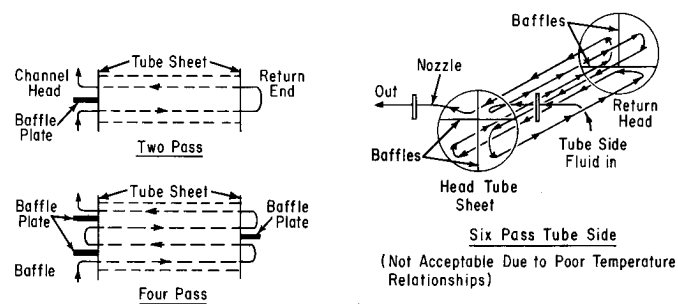 Tube Sheet
Channel
Head
Return
End
Baffle
Plate
Two Pass
Tube Sheet
Baffle
Plate
Baffle
Plate
Baffle
Four Pass
Baffles
Nozzle
Out
Return
Head
Baffles
Tube Side
Fluid in
Head Tube
Sheet
Six Pass Tube Side
(Not Acceptable Due to Poor Temperature
Relationships)